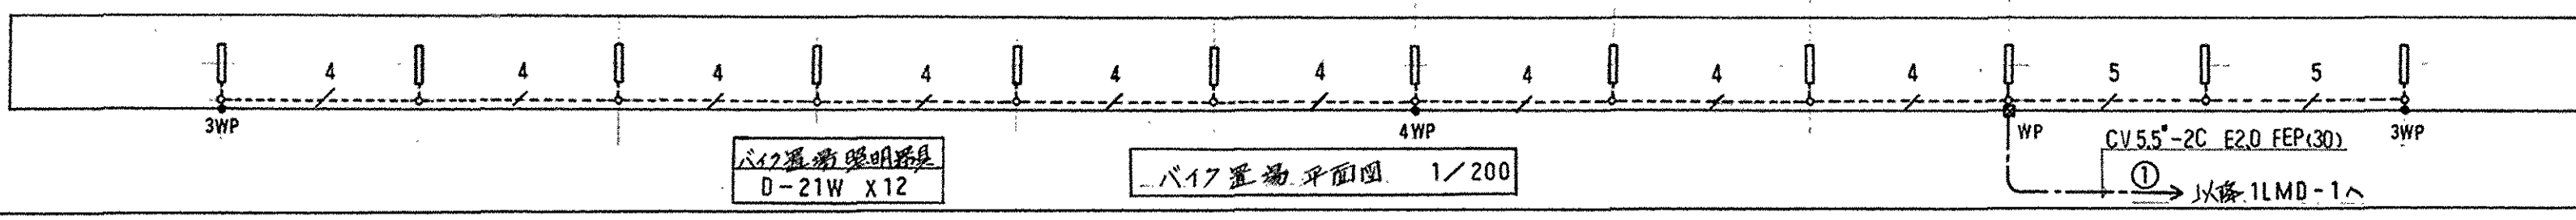 4 4 4 4 4 4 4 4 4 5 5
3WP 4WP WP 3WP
CV 5.5□-2C E2.0 FEP(30)
バイク置場照明器具
D-21W X12
バイク置場 平面図 1/200
①
以降 1LMD-1へ